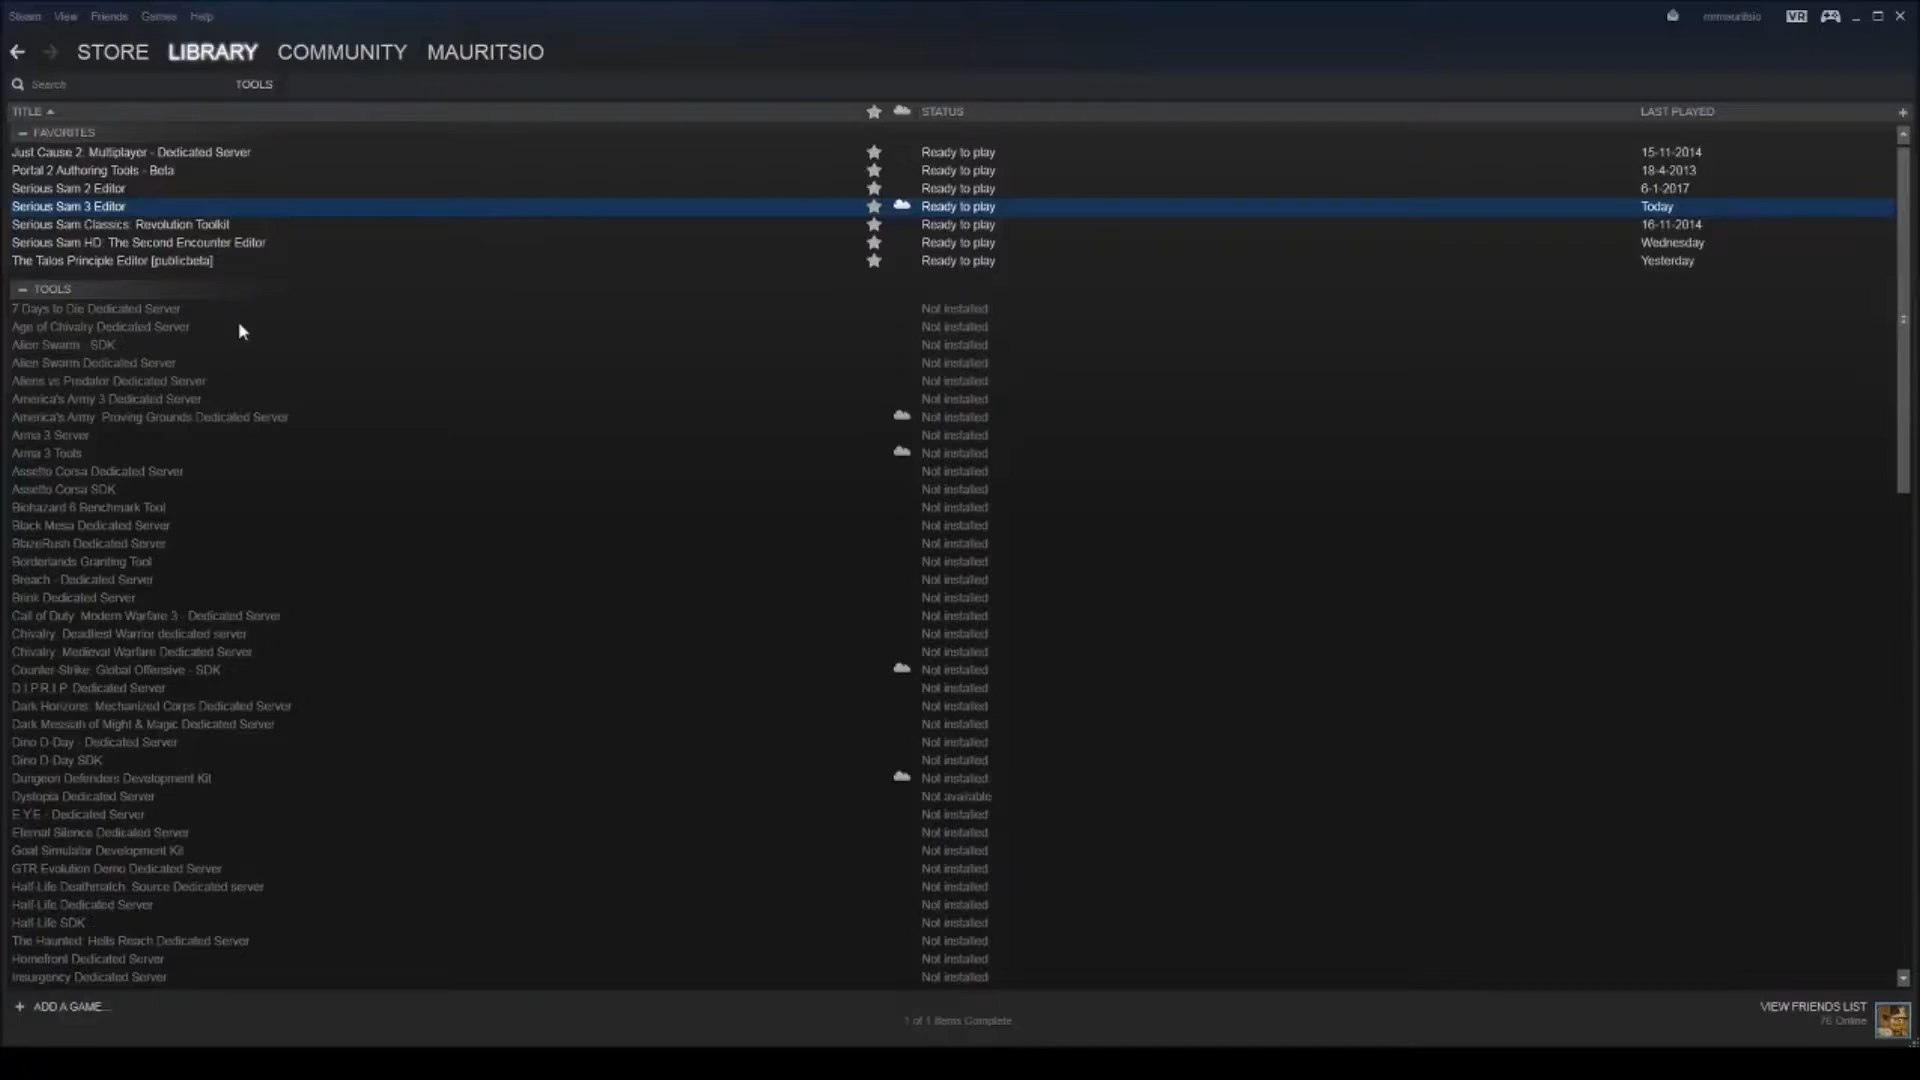 Steam View Friends Games Help
mrmauritsio VR
STORE LIBRARY COMMUNITY MAURITSIO
Search TOOLS
TITLE STATUS LAST PLAYED +
— FAVORITES
Just Cause 2: Multiplayer - Dedicated Server Ready to play 15-11-2014
Portal 2 Authoring Tools - Beta Ready to play 18-4-2013
Serious Sam 2 Editor Ready to play 6-1-2017
Serious Sam 3 Editor Ready to play Today
Serious Sam Classics: Revolution Toolkit Ready to play 16-11-2014
Serious Sam HD: The Second Encounter Editor Ready to play Wednesday
The Talos Principle Editor [publicbeta] Ready to play Yesterday
— TOOLS
7 Days to Die Dedicated Server Not installed
Age of Chivalry Dedicated Server Not installed
Alien Swarm - SDK Not installed
Alien Swarm Dedicated Server Not installed
Aliens vs Predator Dedicated Server Not installed
America's Army 3 Dedicated Server Not installed
America's Army: Proving Grounds Dedicated Server Not installed
Arma 3 Server Not installed
Arma 3 Tools Not installed
Assetto Corsa Dedicated Server Not installed
Assetto Corsa SDK Not installed
Biohazard 6 Benchmark Tool Not installed
Black Mesa Dedicated Server Not installed
BlazeRush Dedicated Server Not installed
Borderlands Granting Tool Not installed
Breach - Dedicated Server Not installed
Brink Dedicated Server Not installed
Call of Duty: Modern Warfare 3 - Dedicated Server Not installed
Chivalry: Deadliest Warrior dedicated server Not installed
Chivalry: Medieval Warfare Dedicated Server Not installed
Counter-Strike: Global Offensive - SDK Not installed
D.I.P.R.I.P. Dedicated Server Not installed
Dark Horizons: Mechanized Corps Dedicated Server Not installed
Dark Messiah of Might & Magic Dedicated Server Not installed
Dino D-Day - Dedicated Server Not installed
Dino D-Day SDK Not installed
Dungeon Defenders Development Kit Not installed
Dystopia Dedicated Server Not available
E.Y.E - Dedicated Server Not installed
Eternal Silence Dedicated Server Not installed
Goat Simulator Development Kit Not installed
GTR Evolution Demo Dedicated Server Not installed
Half-Life Deathmatch: Source Dedicated server Not installed
Half-Life Dedicated Server Not installed
Half-Life SDK Not installed
The Haunted: Hells Reach Dedicated Server Not installed
Homefront Dedicated Server Not installed
Insurgency Dedicated Server Not installed
+ ADD A GAME... VIEW FRIENDS LIST
1 of 1 Items Complete 76 Online